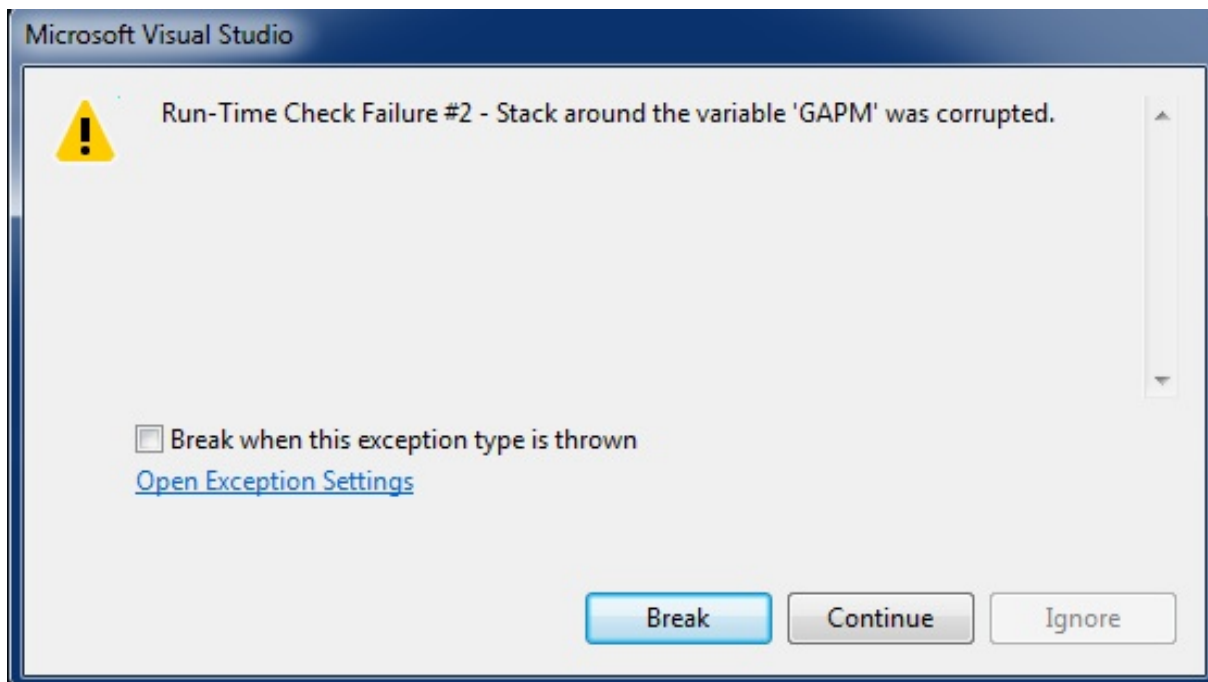 Microsoft Visual Studio
Run-Time Check Failure #2 - Stack around the variable 'GAPM' was corrupted.
Break when this exception type is thrown
Open Exception Settings
Break Continue Ignore